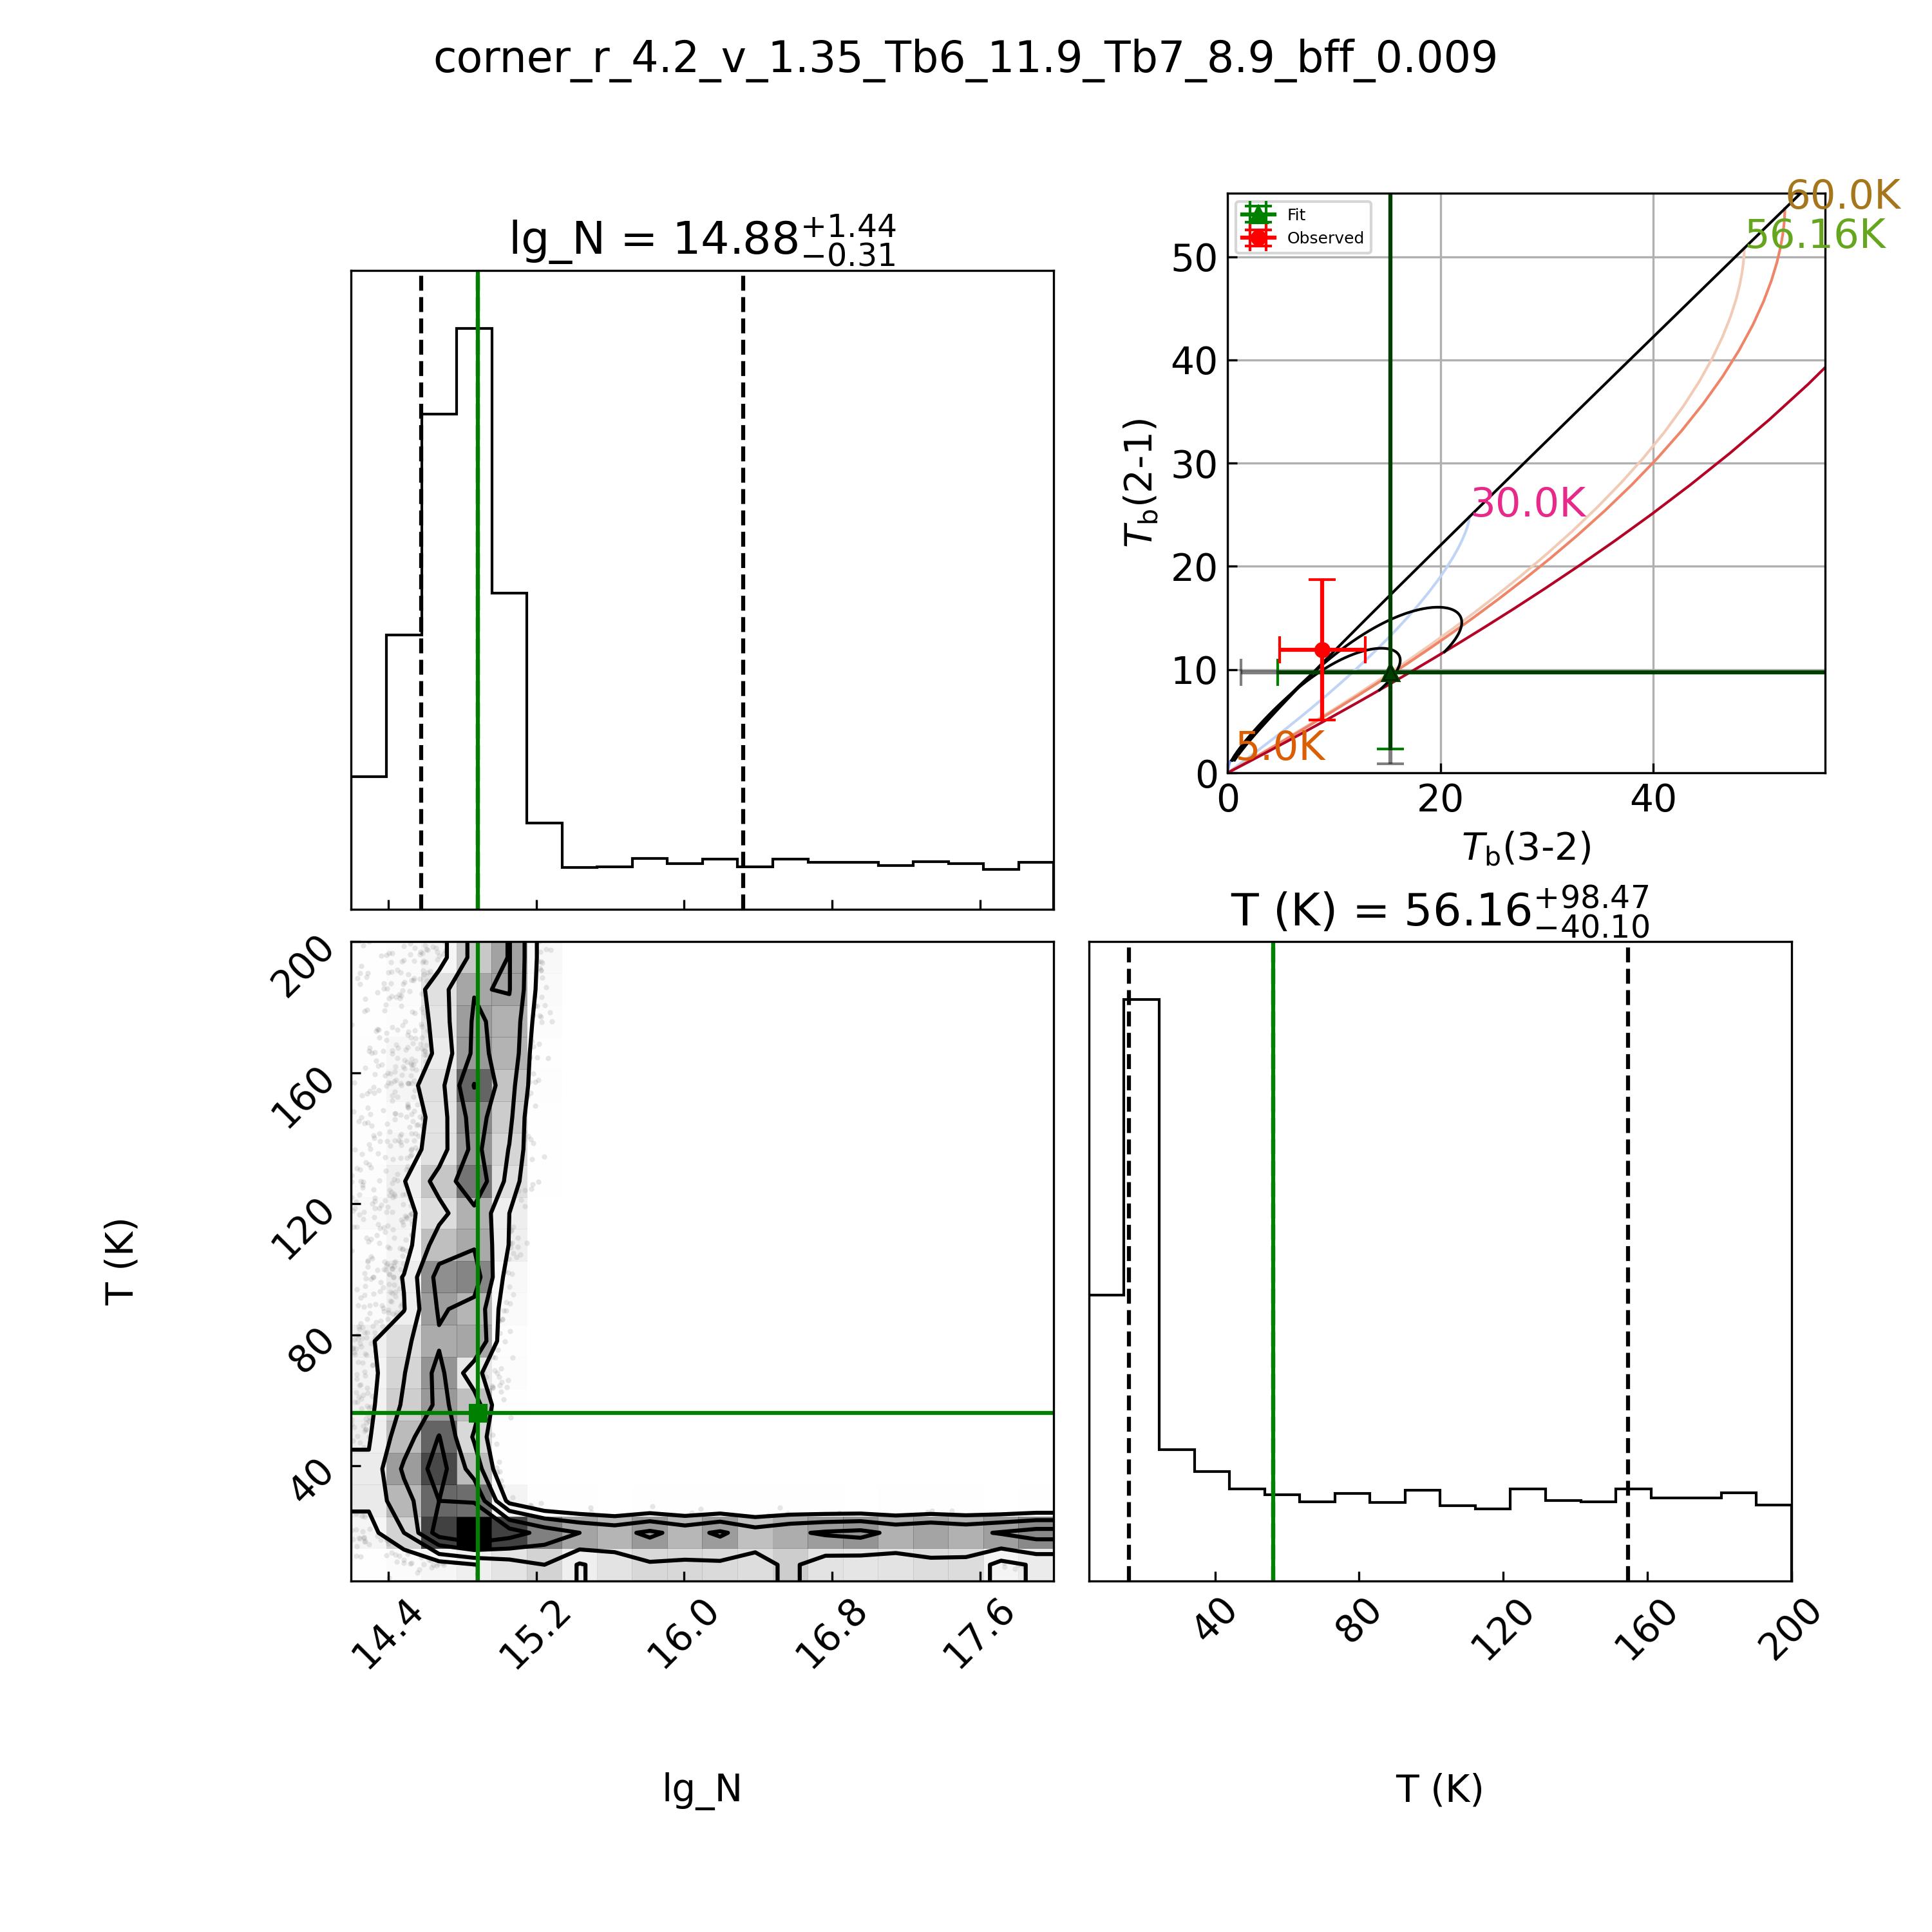 corner_r_4.2_v_1.35_Tb6_11.9_Tb7_8.9_bff_0.009
lg_N = 14.88+1.44−0.31
Fit
Observed
60.0K
56.16K
30.0K
5.0K
50
40
30
20
10
0
Tb(2-1)
0 20 40
Tb(3-2)
T (K) = 56.16+98.47−40.10
200
160
120
80
40
T (K)
14.4 15.2 16.0 16.8 17.6
lg_N
40 80 120 160 200
T (K)